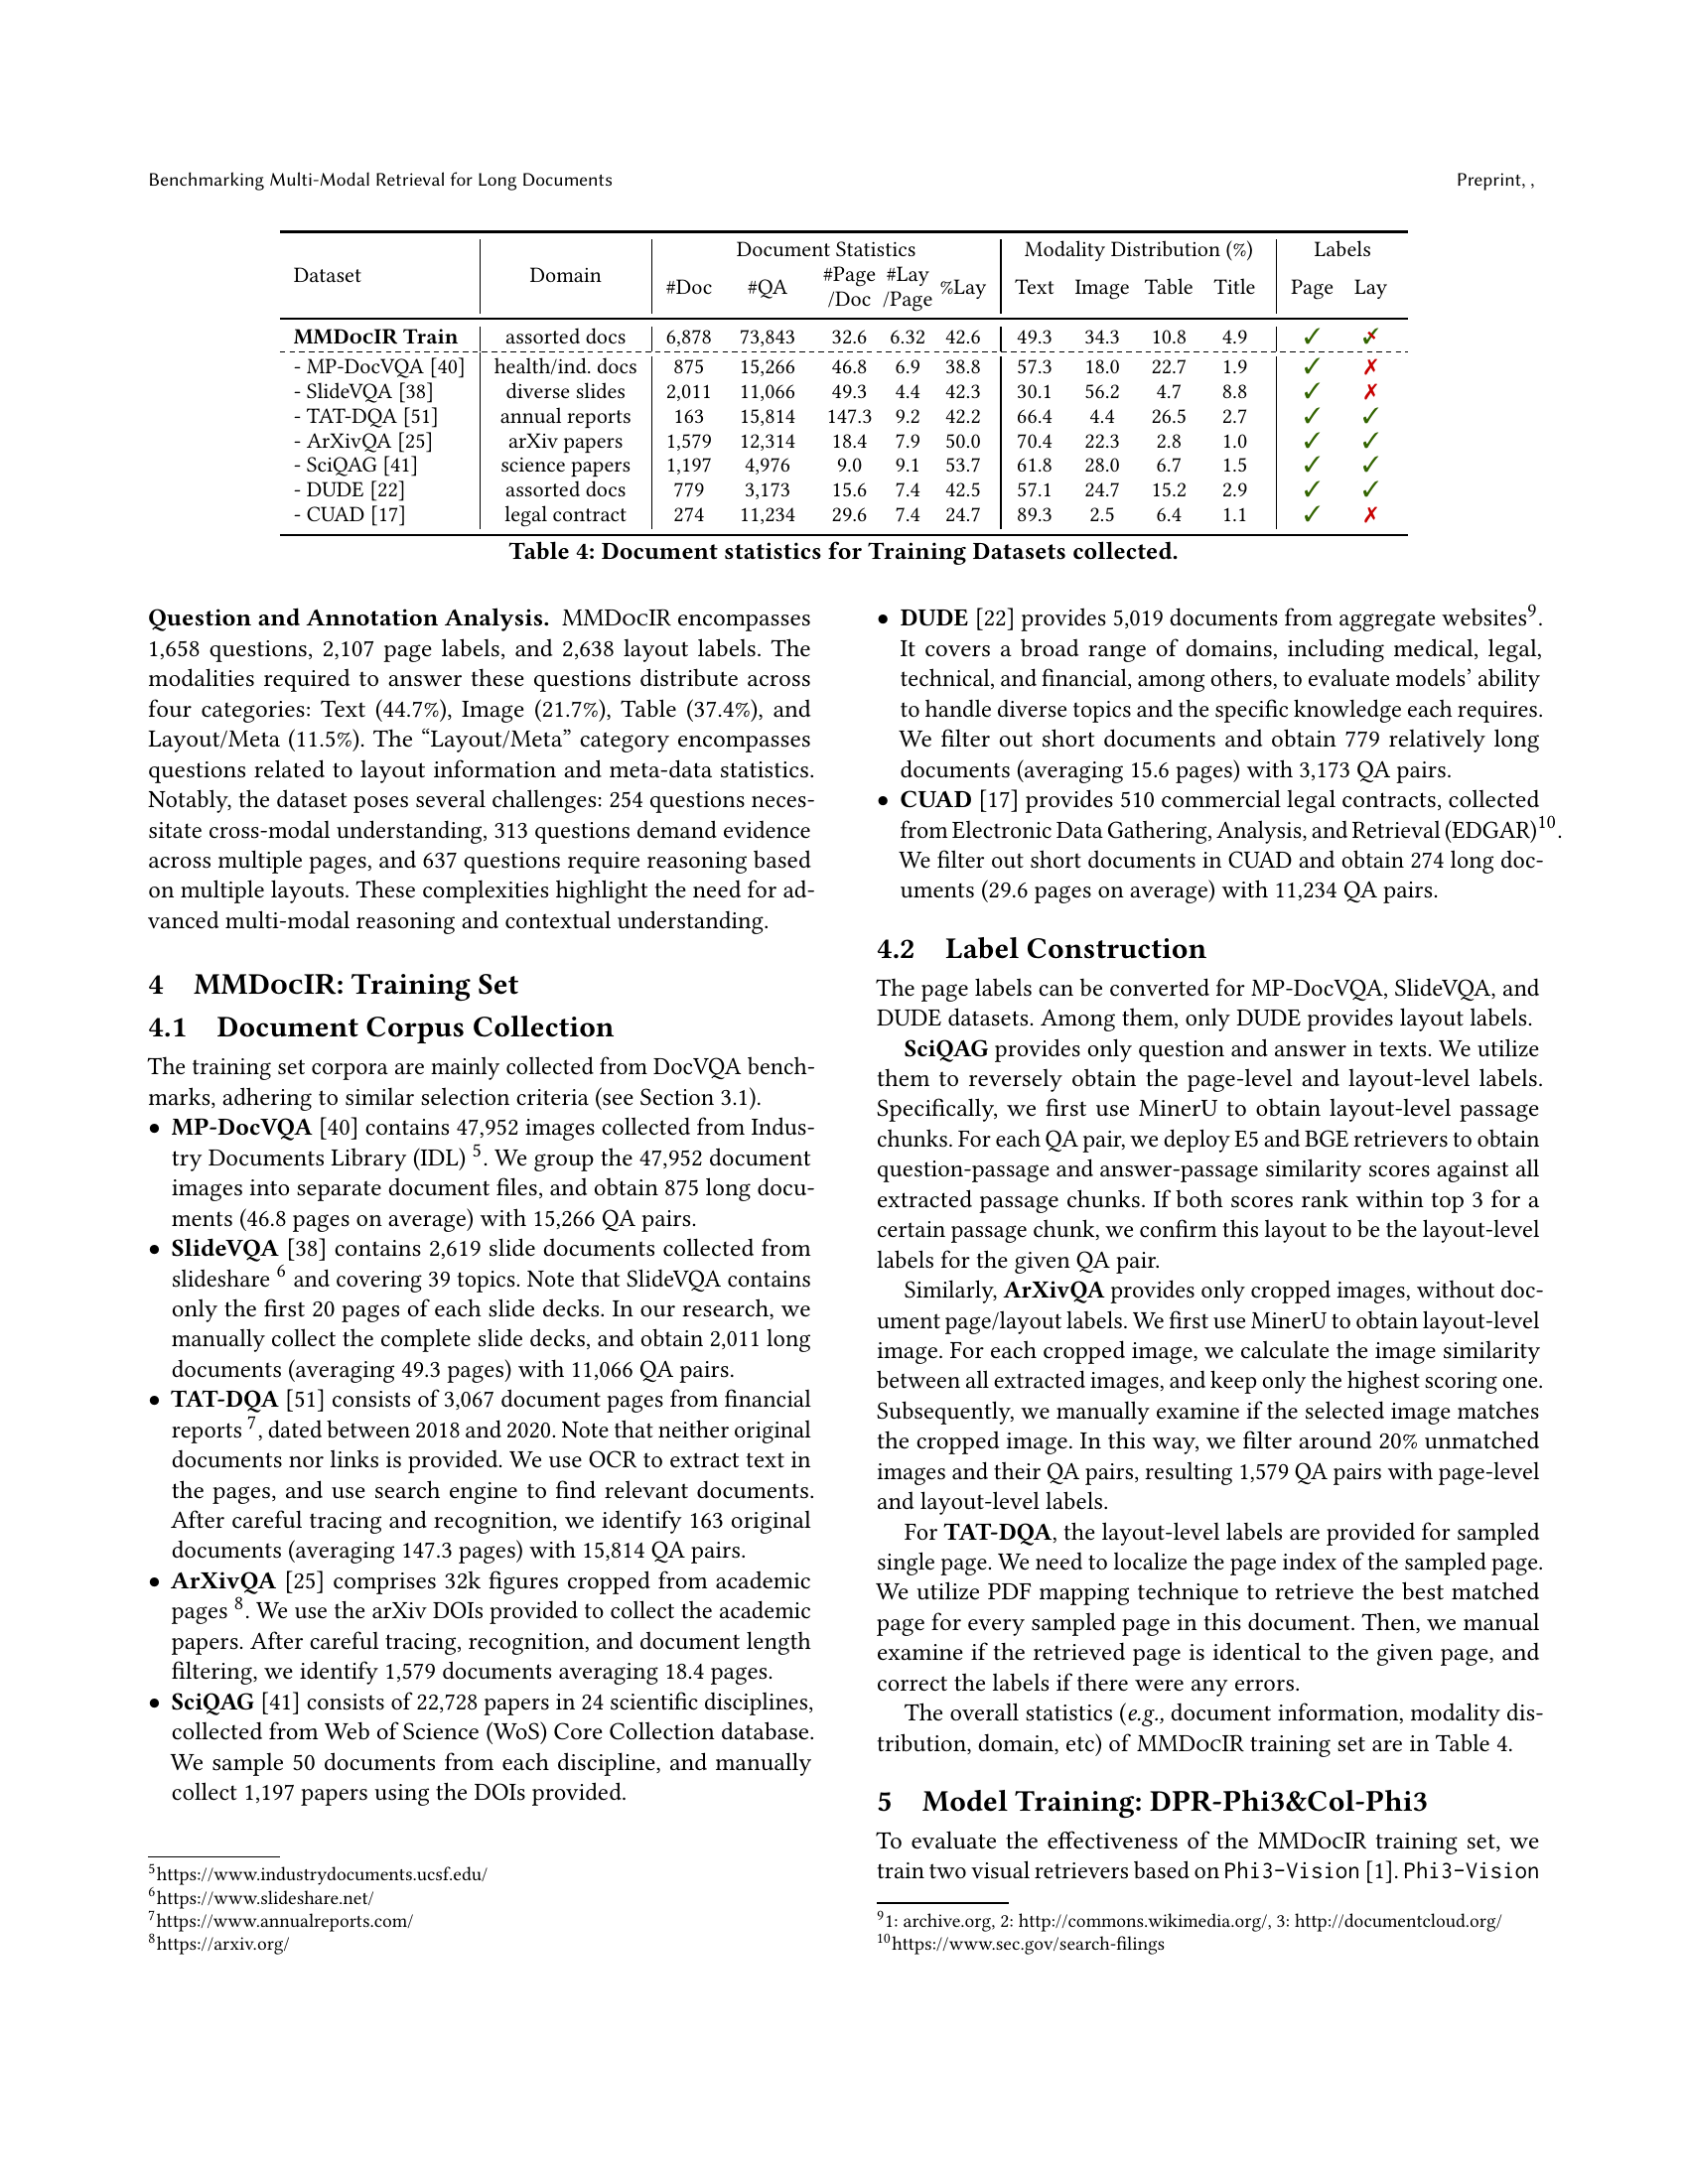 Benchmarking Multi-Modal Retrieval for Long Documents Preprint, ,
Dataset Domain Document Statistics Modality Distribution (%) Labels
#Doc #QA #Page/Doc #Lay/Page %Lay Text Image Table Title Page Lay
MMDocIR Train assorted docs 6,878 73,843 32.6 6.32 42.6 49.3 34.3 10.8 4.9 ✓ ✓✗
- MP-DocVQA [40] health/ind. docs 875 15,266 46.8 6.9 38.8 57.3 18.0 22.7 1.9 ✓ ✗
- SlideVQA [38] diverse slides 2,011 11,066 49.3 4.4 42.3 30.1 56.2 4.7 8.8 ✓ ✗
- TAT-DQA [51] annual reports 163 15,814 147.3 9.2 42.2 66.4 4.4 26.5 2.7 ✓ ✓
- ArXivQA [25] arXiv papers 1,579 12,314 18.4 7.9 50.0 70.4 22.3 2.8 1.0 ✓ ✓
- SciQAG [41] science papers 1,197 4,976 9.0 9.1 53.7 61.8 28.0 6.7 1.5 ✓ ✓
- DUDE [22] assorted docs 779 3,173 15.6 7.4 42.5 57.1 24.7 15.2 2.9 ✓ ✓
- CUAD [17] legal contract 274 11,234 29.6 7.4 24.7 89.3 2.5 6.4 1.1 ✓ ✗
Table 4: Document statistics for Training Datasets collected.
Question and Annotation Analysis. MMDocIR encompasses
1,658 questions, 2,107 page labels, and 2,638 layout labels. The
modalities required to answer these questions distribute across
four categories: Text (44.7%), Image (21.7%), Table (37.4%), and
Layout/Meta (11.5%). The “Layout/Meta” category encompasses
questions related to layout information and meta-data statistics.
Notably, the dataset poses several challenges: 254 questions neces-
sitate cross-modal understanding, 313 questions demand evidence
across multiple pages, and 637 questions require reasoning based
on multiple layouts. These complexities highlight the need for ad-
vanced multi-modal reasoning and contextual understanding.
4 MMDocIR: Training Set
4.1 Document Corpus Collection
The training set corpora are mainly collected from DocVQA bench-
marks, adhering to similar selection criteria (see Section 3.1).
• MP-DocVQA [40] contains 47,952 images collected from Indus-
try Documents Library (IDL) 5. We group the 47,952 document
images into separate document files, and obtain 875 long docu-
ments (46.8 pages on average) with 15,266 QA pairs.
• SlideVQA [38] contains 2,619 slide documents collected from
slideshare 6 and covering 39 topics. Note that SlideVQA contains
only the first 20 pages of each slide decks. In our research, we
manually collect the complete slide decks, and obtain 2,011 long
documents (averaging 49.3 pages) with 11,066 QA pairs.
• TAT-DQA [51] consists of 3,067 document pages from financial
reports 7, dated between 2018 and 2020. Note that neither original
documents nor links is provided. We use OCR to extract text in
the pages, and use search engine to find relevant documents.
After careful tracing and recognition, we identify 163 original
documents (averaging 147.3 pages) with 15,814 QA pairs.
• ArXivQA [25] comprises 32k figures cropped from academic
pages 8. We use the arXiv DOIs provided to collect the academic
papers. After careful tracing, recognition, and document length
filtering, we identify 1,579 documents averaging 18.4 pages.
• SciQAG [41] consists of 22,728 papers in 24 scientific disciplines,
collected from Web of Science (WoS) Core Collection database.
We sample 50 documents from each discipline, and manually
collect 1,197 papers using the DOIs provided.
5https://www.industrydocuments.ucsf.edu/
6https://www.slideshare.net/
7https://www.annualreports.com/
8https://arxiv.org/
• DUDE [22] provides 5,019 documents from aggregate websites9.
It covers a broad range of domains, including medical, legal,
technical, and financial, among others, to evaluate models’ ability
to handle diverse topics and the specific knowledge each requires.
We filter out short documents and obtain 779 relatively long
documents (averaging 15.6 pages) with 3,173 QA pairs.
• CUAD [17] provides 510 commercial legal contracts, collected
from Electronic Data Gathering, Analysis, and Retrieval (EDGAR)10.
We filter out short documents in CUAD and obtain 274 long doc-
uments (29.6 pages on average) with 11,234 QA pairs.
4.2 Label Construction
The page labels can be converted for MP-DocVQA, SlideVQA, and
DUDE datasets. Among them, only DUDE provides layout labels.
SciQAG provides only question and answer in texts. We utilize
them to reversely obtain the page-level and layout-level labels.
Specifically, we first use MinerU to obtain layout-level passage
chunks. For each QA pair, we deploy E5 and BGE retrievers to obtain
question-passage and answer-passage similarity scores against all
extracted passage chunks. If both scores rank within top 3 for a
certain passage chunk, we confirm this layout to be the layout-level
labels for the given QA pair.
Similarly, ArXivQA provides only cropped images, without doc-
ument page/layout labels. We first use MinerU to obtain layout-level
image. For each cropped image, we calculate the image similarity
between all extracted images, and keep only the highest scoring one.
Subsequently, we manually examine if the selected image matches
the cropped image. In this way, we filter around 20% unmatched
images and their QA pairs, resulting 1,579 QA pairs with page-level
and layout-level labels.
For TAT-DQA, the layout-level labels are provided for sampled
single page. We need to localize the page index of the sampled page.
We utilize PDF mapping technique to retrieve the best matched
page for every sampled page in this document. Then, we manual
examine if the retrieved page is identical to the given page, and
correct the labels if there were any errors.
The overall statistics (e.g., document information, modality dis-
tribution, domain, etc) of MMDocIR training set are in Table 4.
5 Model Training: DPR-Phi3&Col-Phi3
To evaluate the effectiveness of the MMDocIR training set, we
train two visual retrievers based on Phi3-Vision [1]. Phi3-Vision
91: archive.org, 2: http://commons.wikimedia.org/, 3: http://documentcloud.org/
10https://www.sec.gov/search-filings